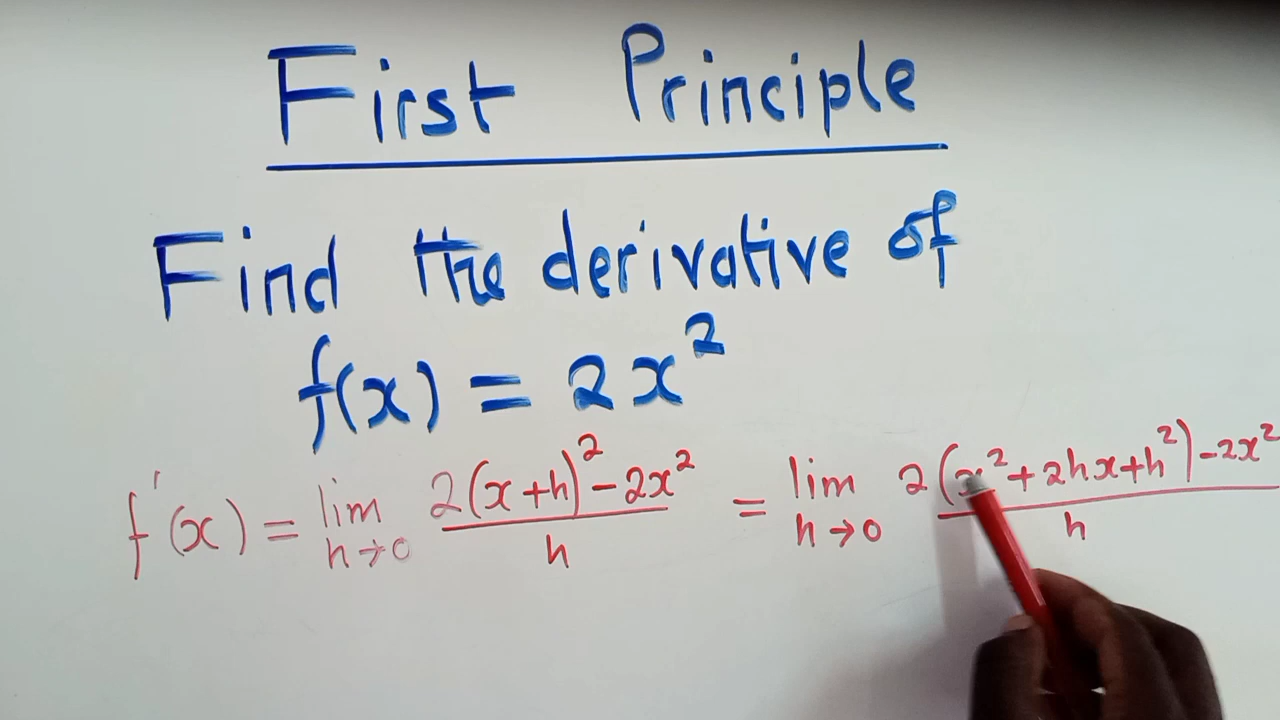 First Principle
Find the derivative of
f(x) = 2x²
f'(x) = lim h→0 (2(x+h)² - 2x²)/h = lim h→0 (2(x²+2hx+h²) - 2x²)/h